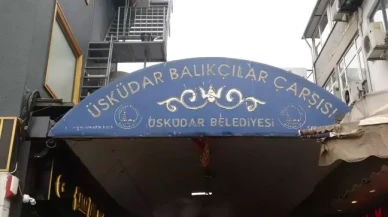 ÜSKÜDAR BALIKÇILAR ÇARŞISI
ÜSKÜDAR BELEDİYESİ